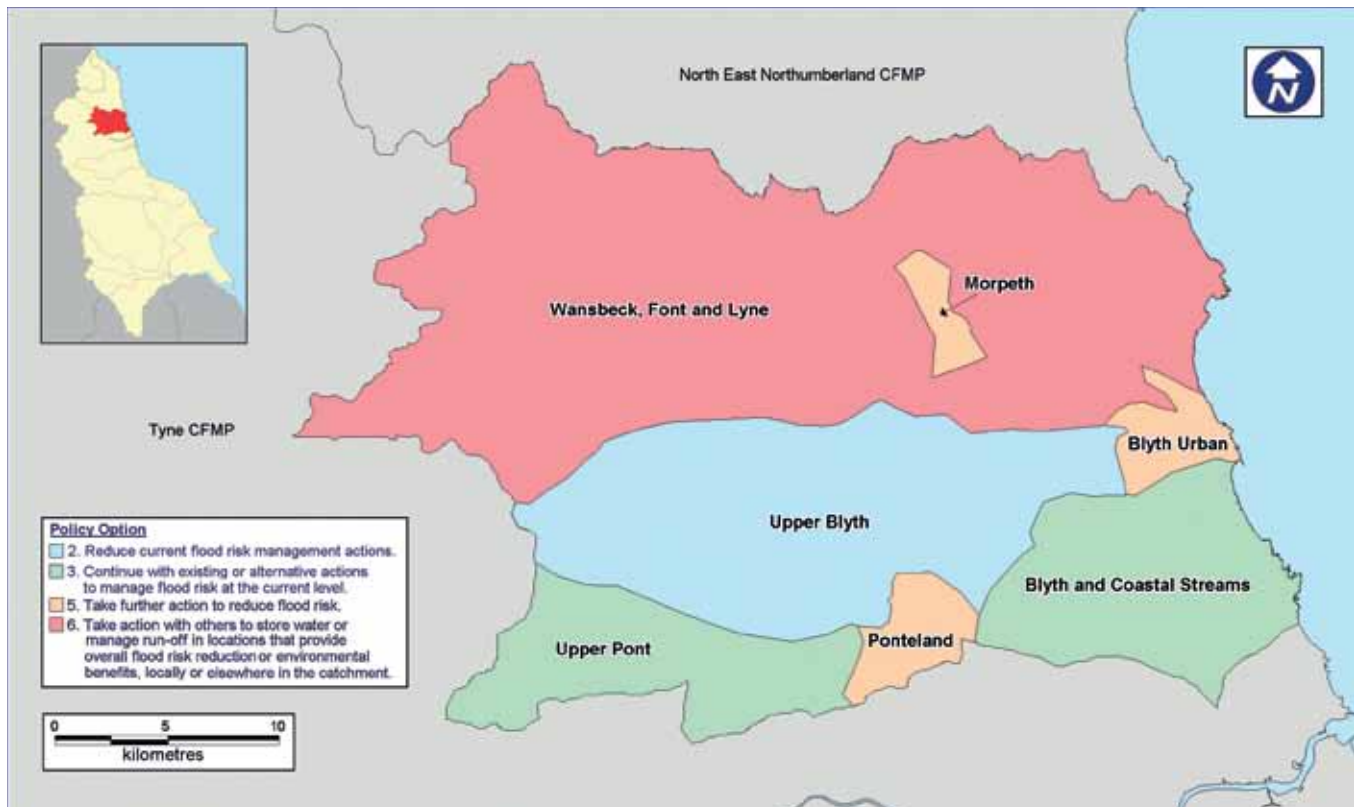 North East Northumberland CFMP
N
Morpeth
Wansbeck, Font and Lyne
Tyne CFMP
Blyth Urban
Upper Blyth
Blyth and Coastal Streams
Upper Pont
Ponteland
Policy Option
2. Reduce current flood risk management actions.
3. Continue with existing or alternative actions
to manage flood risk at the current level.
5. Take further action to reduce flood risk.
6. Take action with others to store water or
manage run-off in locations that provide
overall flood risk reduction or environmental
benefits, locally or elsewhere in the catchment.
0 5 10
kilometres